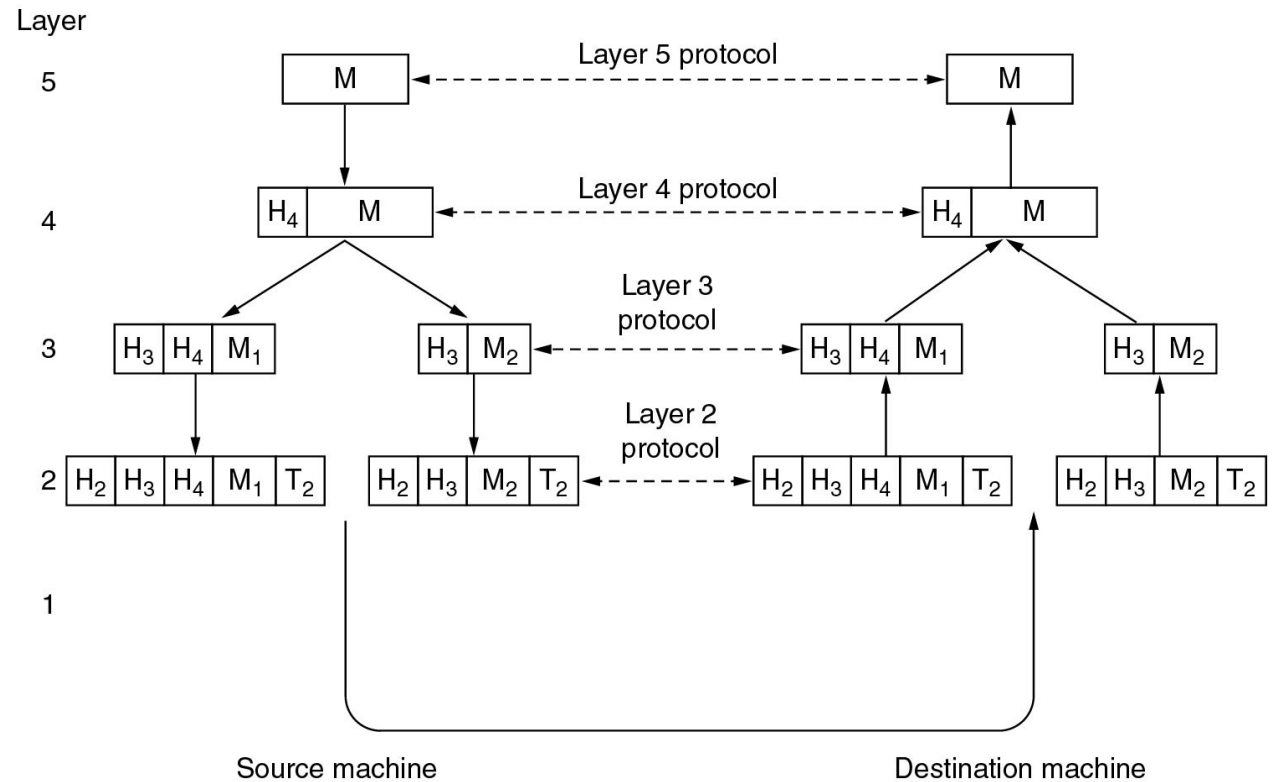 Layer
5 M Layer 5 protocol M
4 H₄ M Layer 4 protocol H₄ M
Layer 3
protocol
3 H₃ H₄ M₁ H₃ M₂ H₃ H₄ M₁ H₃ M₂
Layer 2
protocol
2 H₂ H₃ H₄ M₁ T₂ H₂ H₃ M₂ T₂ H₂ H₃ H₄ M₁ T₂ H₂ H₃ M₂ T₂
1
Source machine Destination machine